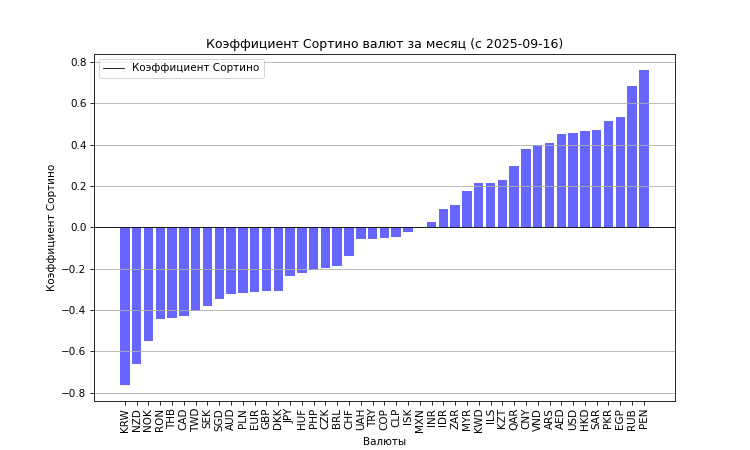 Коэффициент Сортино валют за месяц (с 2025-09-16)
Коэффициент Сортино
0.8
0.6
0.4
0.2
0.0
−0.2
−0.4
−0.6
−0.8
Коэффициент Сортино
KRW
NZD
NOK
RON
THB
CAD
TWD
SEK
SGD
AUD
PLN
EUR
GBP
DKK
JPY
HUF
PHP
CZK
BRL
CHF
UAH
TRY
COP
CLP
ISK
MXN
INR
IDR
ZAR
MYR
KWD
ILS
KZT
QAR
CNY
VND
ARS
AED
USD
HKD
SAR
PKR
EGP
RUB
PEN
Валюты